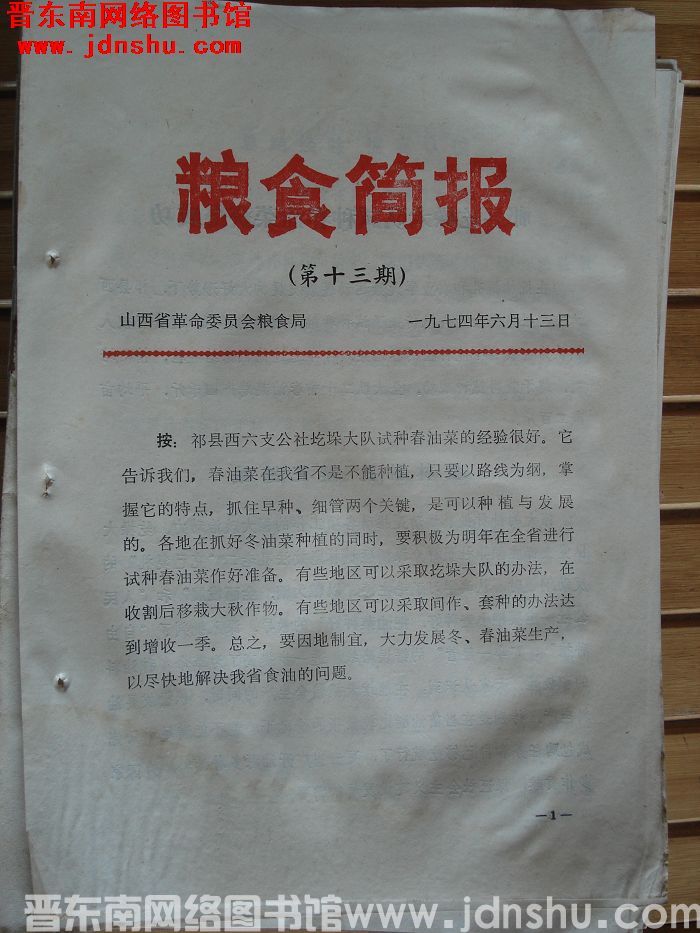 晋东南网络图书馆
www.jdnshu.com
粮食简报
(第十三期)
山西省革命委员会粮食局 一九七四年六月十三日
按：祁县西六支公社圪垛大队试种春油菜的经验很好。它
告诉我们，春油菜在我省不是不能种植，只要以路线为纲，掌
握它的特点，抓住早种、细管两个关键，是可以种植与发展
的。各地在抓好冬油菜种植的同时，要积极为明年在全省进行
试种春油菜作好准备。有些地区可以采取圪垛大队的办法，在
收割后移栽大秋作物。有些地区可以采取间作、套种的办法达
到增收一季。总之，要因地制宜，大力发展冬、春油菜生产，
以尽快地解决我省食油的问题。
—1—
晋东南网络图书馆 www.jdnshu.com